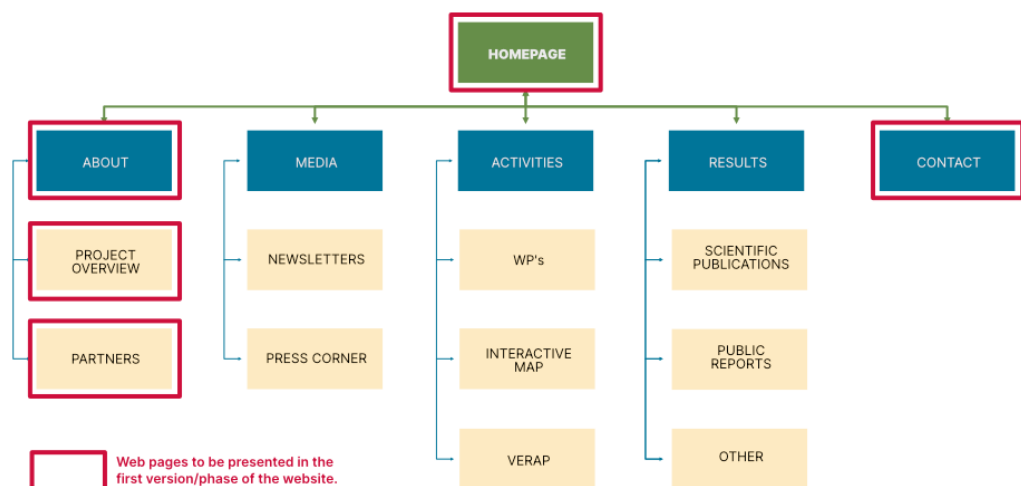 HOMEPAGE
ABOUT
MEDIA
ACTIVITIES
RESULTS
CONTACT
PROJECT
OVERVIEW
NEWSLETTERS
WP's
SCIENTIFIC
PUBLICATIONS
PARTNERS
PRESS CORNER
INTERACTIVE
MAP
PUBLIC
REPORTS
VERAP
OTHER
Web pages to be presented in the
first version/phase of the website.